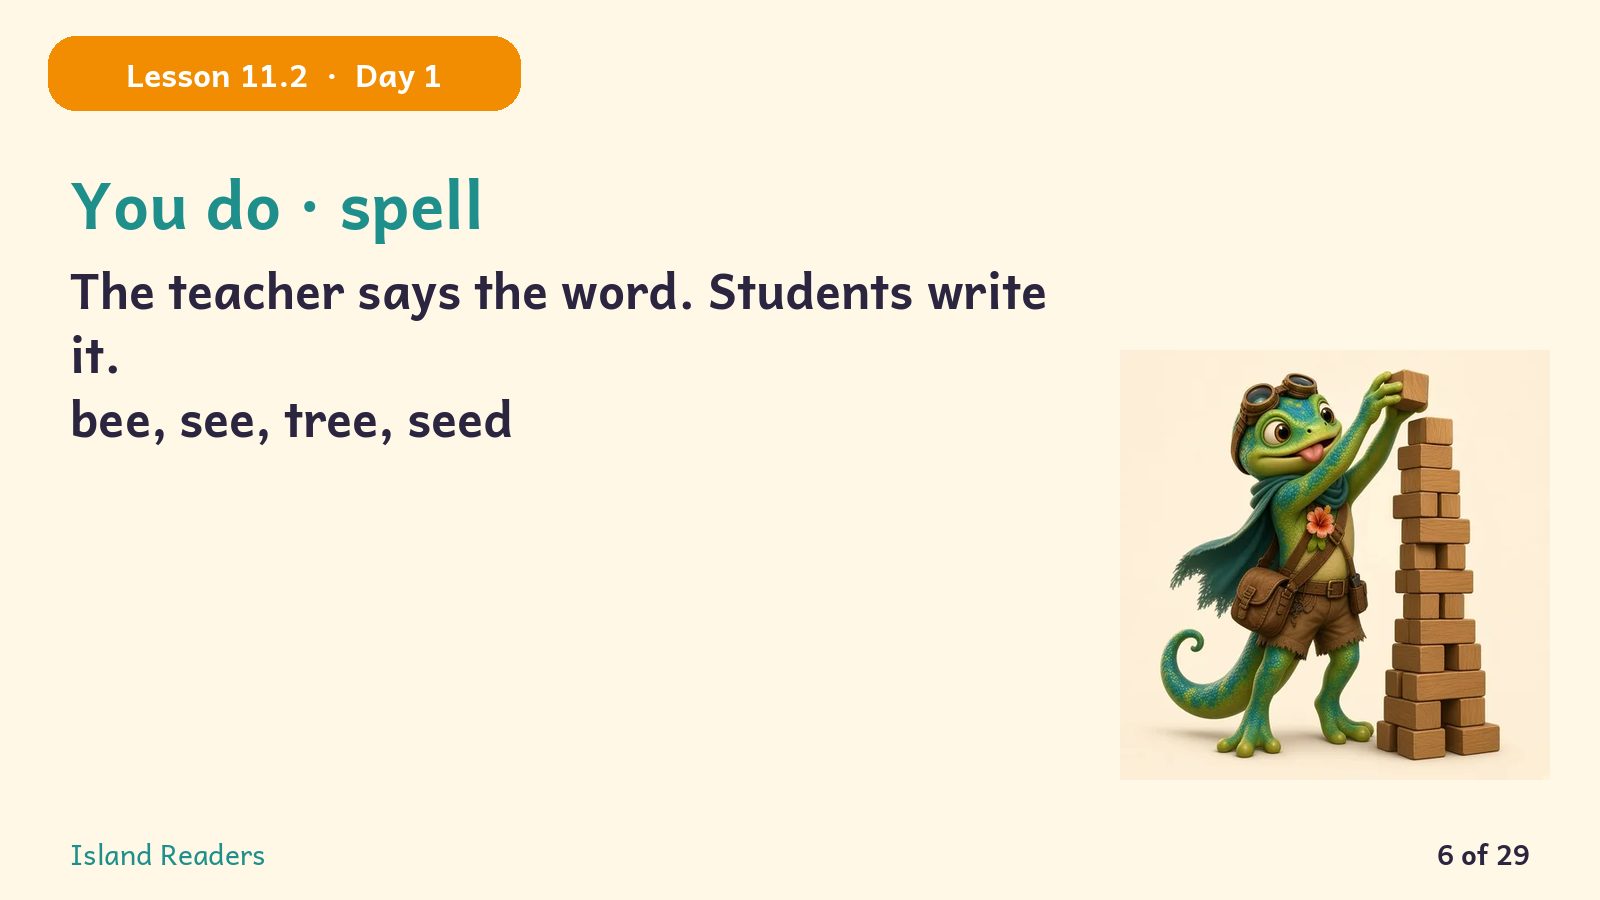 Lesson 11.2 · Day 1
You do · spell
The teacher says the word. Students write
it.
bee, see, tree, seed
Island Readers
6 of 29